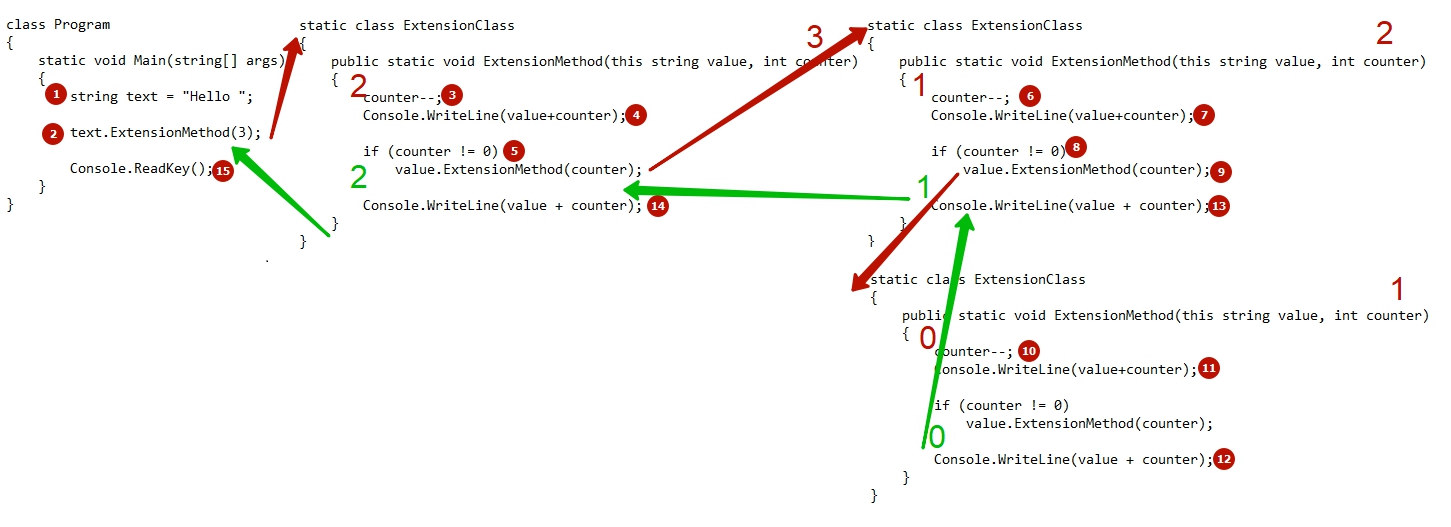 class Program
{
static void Main(string[] args)
{
1 string text = "Hello ";
2 text.ExtensionMethod(3);
Console.ReadKey(); 15
}
}
static class ExtensionClass
{
3
public static void ExtensionMethod(this string value, int counter)
{
2
counter--; 3
Console.WriteLine(value+counter); 4
if (counter != 0) 5
value.ExtensionMethod(counter);
2
Console.WriteLine(value + counter); 14
}
}
static class ExtensionClass
{
2
public static void ExtensionMethod(this string value, int counter)
{
1
counter--; 6
Console.WriteLine(value+counter); 7
if (counter != 0) 8
value.ExtensionMethod(counter); 9
1
Console.WriteLine(value + counter); 13
}
}
static class ExtensionClass
{
1
public static void ExtensionMethod(this string value, int counter)
{
0
counter--; 10
Console.WriteLine(value+counter); 11
if (counter != 0)
value.ExtensionMethod(counter);
0
Console.WriteLine(value + counter); 12
}
}